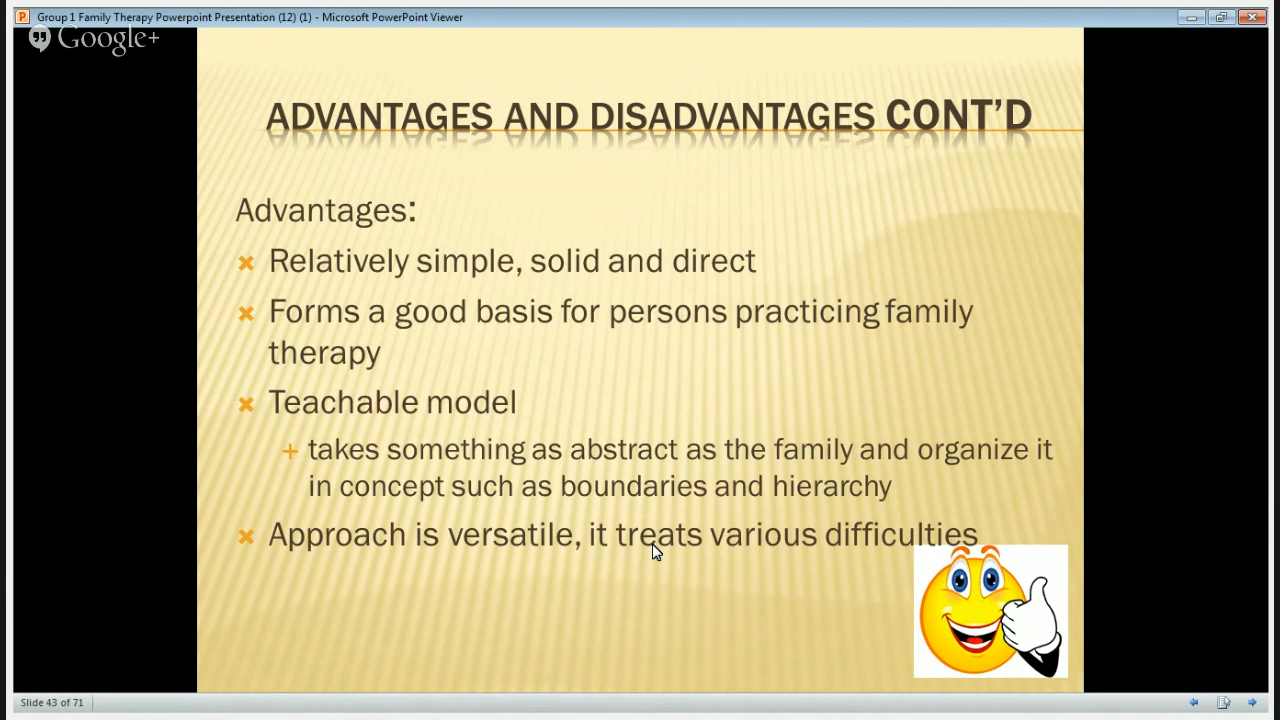 Group 1 Family Therapy Powerpoint Presentation (12) (1) - Microsoft PowerPoint Viewer
Google+
ADVANTAGES AND DISADVANTAGES CONT'D
Advantages:
Relatively simple, solid and direct
Forms a good basis for persons practicing family
therapy
Teachable model
takes something as abstract as the family and organize it
in concept such as boundaries and hierarchy
Approach is versatile, it treats various difficulties
Slide 43 of 71